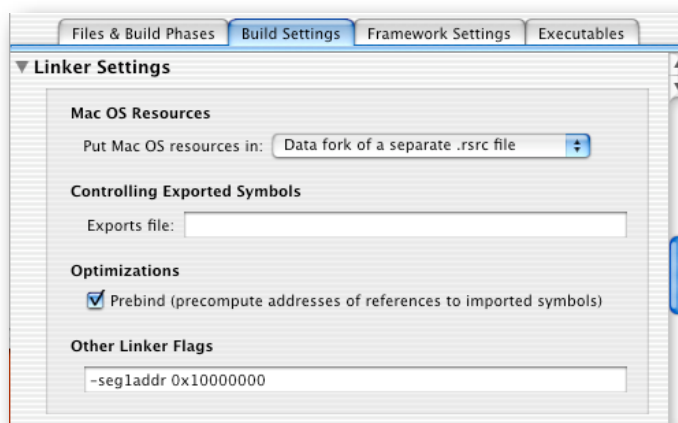 Files & Build Phases Build Settings Framework Settings Executables
Linker Settings
Mac OS Resources
Put Mac OS resources in: Data fork of a separate .rsrc file
Controlling Exported Symbols
Exports file:
Optimizations
Prebind (precompute addresses of references to imported symbols)
Other Linker Flags
-seg1addr 0x10000000